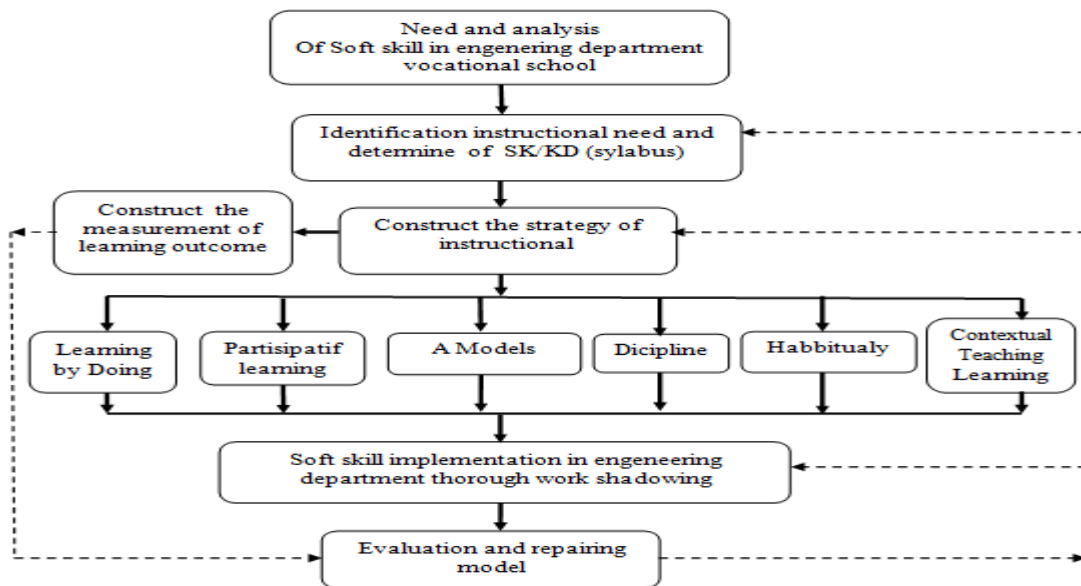 Need and analysis
Of Soft skill in engenering department
vocational school
Identification instructional need and
determine of SK/KD (sylabus)
Construct the
measurement of
learning outcome
Construct the strategy of
instructional
Learning
by Doing
Partisipatif
learning
A Models
Dicipline
Habbitualy
Contextual
Teaching
Learning
Soft skill implementation in engeneering
department thorough work shadowing
Evaluation and repairing
model